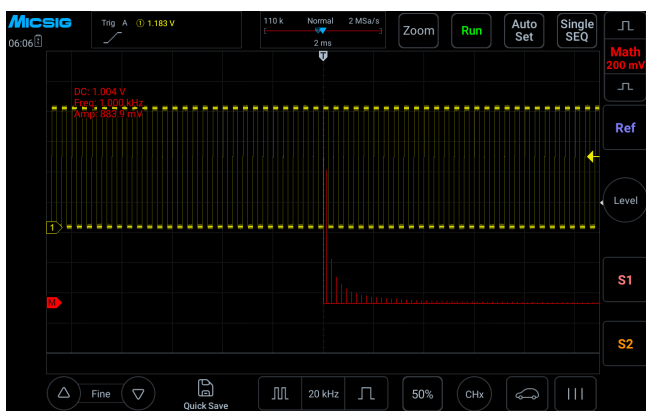 Micsig
06:06
Trig A ① 1.183 V
110 k Normal 2 MSa/s
2 ms
T
Zoom
Run
Auto
Set
Single
SEQ
Math
200 mV
Ref
Level
S1
S2
DC: 1.004 V
Freq: 1.000 kHz
Amp: 883.9 mV
1
M
Fine
Quick Save
20 kHz
50%
CHx